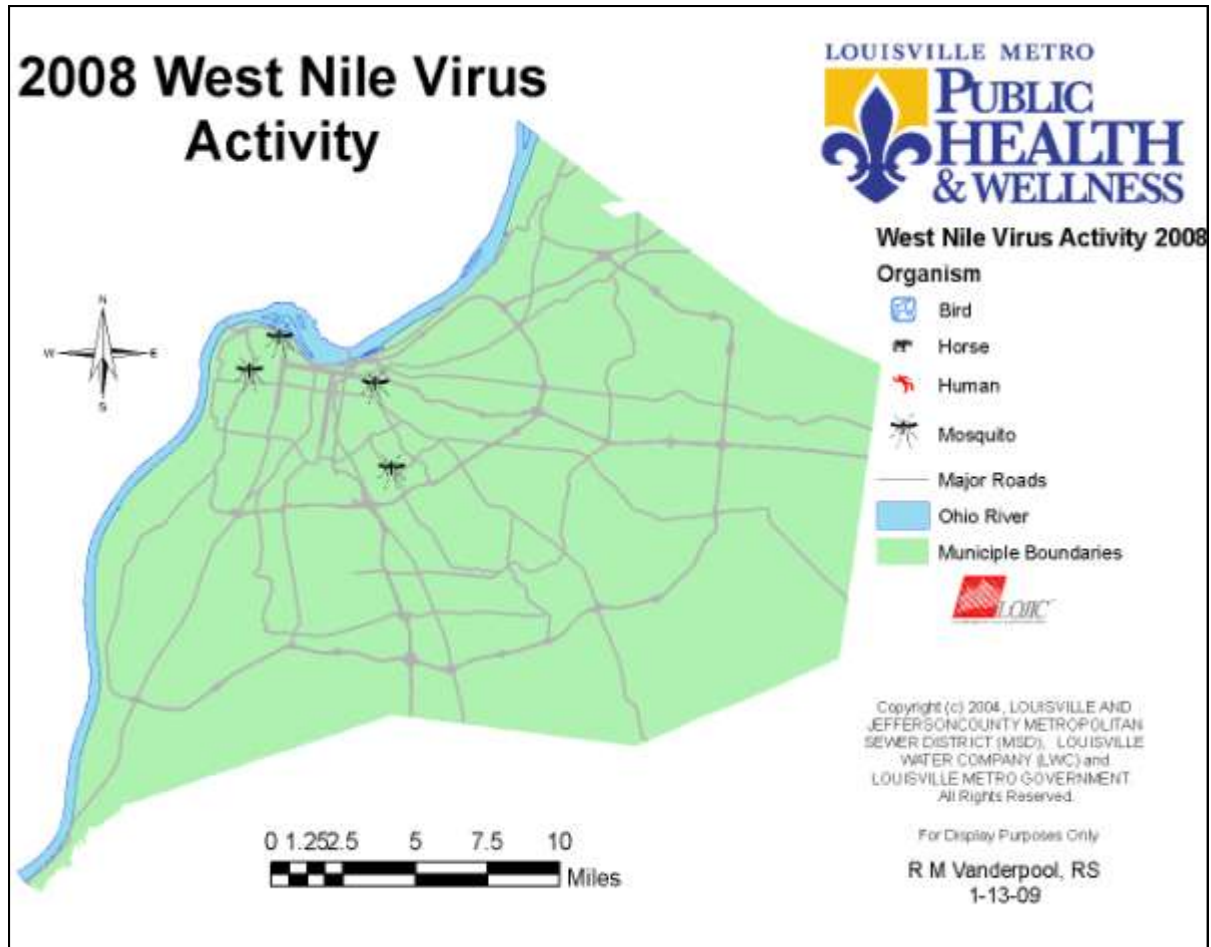 2008 West Nile Virus
Activity
LOUISVILLE METRO
PUBLIC
HEALTH
& WELLNESS
West Nile Virus Activity 2008
Organism
Bird
Horse
Human
Mosquito
Major Roads
Ohio River
Municiple Boundaries
LOJIC
N
W E
S
Copyright (c) 2004, LOUISVILLE AND
JEFFERSONCOUNTY METROPOLITAN
SEWER DISTRICT (MSD), LOUISVILLE
WATER COMPANY (LWC) and
LOUISVILLE METRO GOVERNMENT
All Rights Reserved.
For Display Purposes Only
R M Vanderpool, RS
1-13-09
0 1.25 2.5 5 7.5 10
Miles